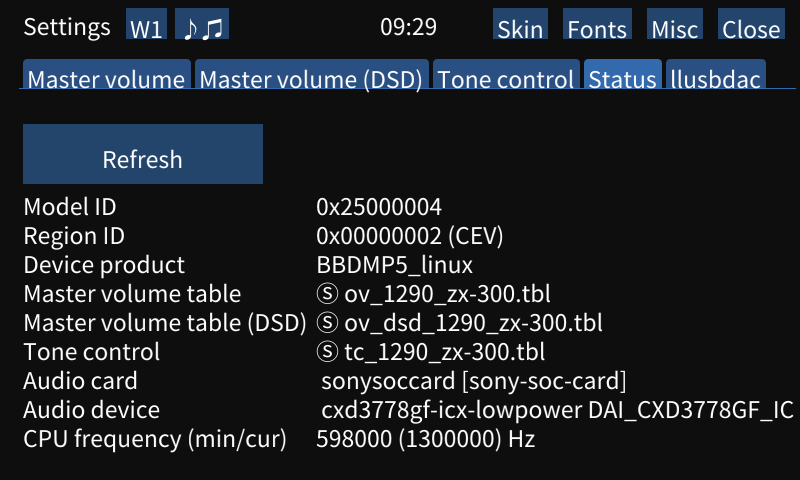 Settings W1 ♪♫ 09:29 Skin Fonts Misc Close
Master volume Master volume (DSD) Tone control Status llusbdac
Refresh
Model ID 0x25000004
Region ID 0x00000002 (CEV)
Device product BBDMP5_linux
Master volume table Ⓢ ov_1290_zx-300.tbl
Master volume table (DSD) Ⓢ ov_dsd_1290_zx-300.tbl
Tone control Ⓢ tc_1290_zx-300.tbl
Audio card sonysoccard [sony-soc-card]
Audio device cxd3778gf-icx-lowpower DAI_CXD3778GF_IC
CPU frequency (min/cur) 598000 (1300000) Hz